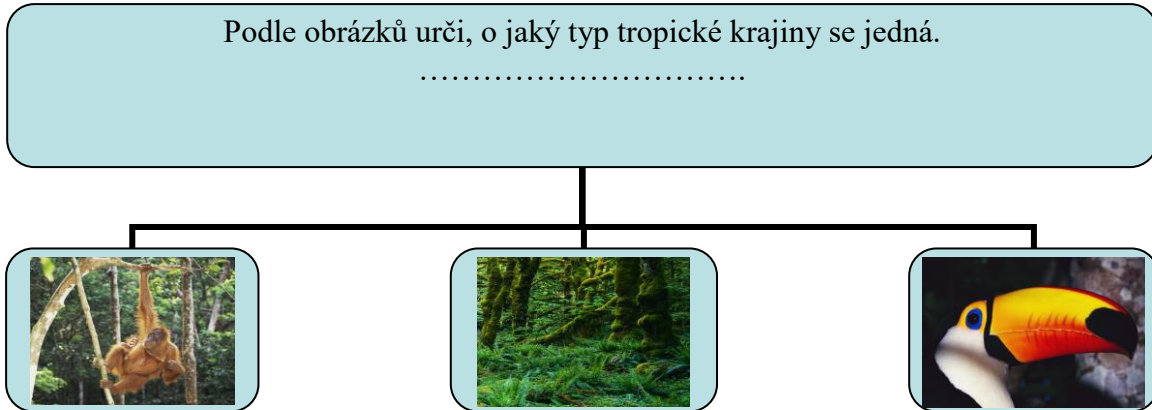 Podle obrázků urči, o jaký typ tropické krajiny se jedná.
………………………….